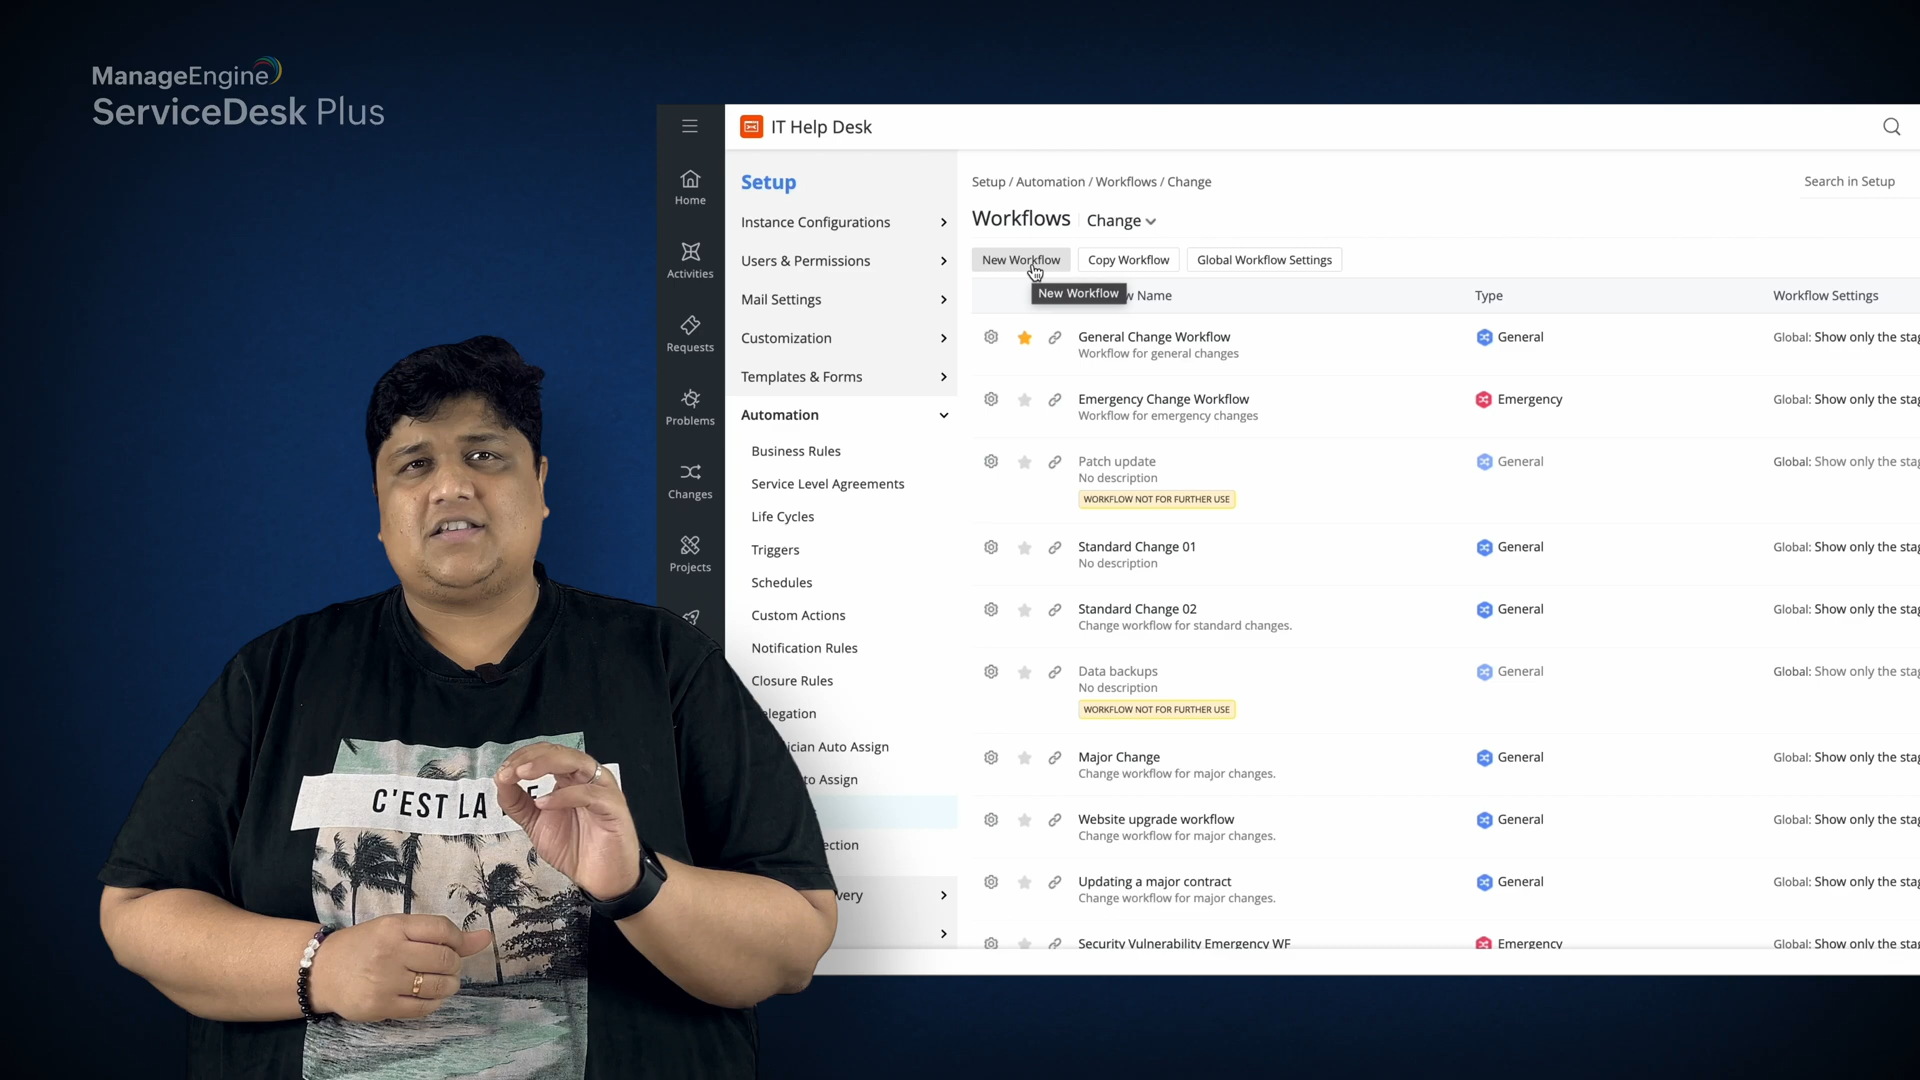 ManageEngine
ServiceDesk Plus
IT Help Desk
Home
Activities
Requests
Problems
Changes
Projects
Setup
Instance Configurations
Users & Permissions
Mail Settings
Customization
Templates & Forms
Automation
Business Rules
Service Level Agreements
Life Cycles
Triggers
Schedules
Custom Actions
Notification Rules
Closure Rules
elegation
ician Auto Assign
to Assign
ection
very
Setup / Automation / Workflows / Change
Search in Setup
Workflows Change
New Workflow Copy Workflow Global Workflow Settings
New Workflow
w Name Type Workflow Settings
General Change Workflow General Global: Show only the stag
Workflow for general changes
Emergency Change Workflow Emergency Global: Show only the stag
Workflow for emergency changes
Patch update General Global: Show only the stag
No description
WORKFLOW NOT FOR FURTHER USE
Standard Change 01 General Global: Show only the stag
No description
Standard Change 02 General Global: Show only the stag
Change workflow for standard changes.
Data backups General Global: Show only the stag
No description
WORKFLOW NOT FOR FURTHER USE
Major Change General Global: Show only the stag
Change workflow for major changes.
Website upgrade workflow General Global: Show only the stag
Change workflow for major changes.
Updating a major contract General Global: Show only the stag
Change workflow for major changes.
Security Vulnerability Emergency WF Emergency Global: Show only the stag
C'EST LA